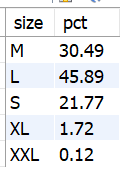 size pct
M 30.49
L 45.89
S 21.77
XL 1.72
XXL 0.12